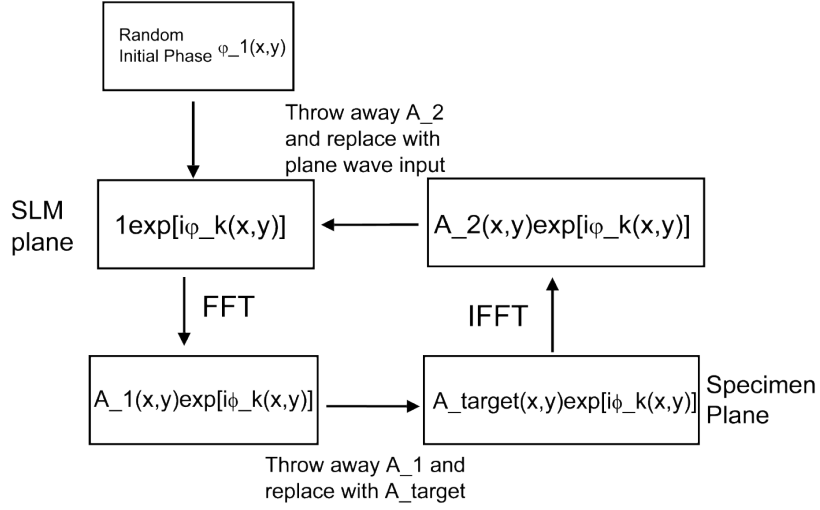 Random
Initial Phase φ_1(x,y)
Throw away A_2
and replace with
plane wave input
SLM
plane
1exp[iφ_k(x,y)]
A_2(x,y)exp[iφ_k(x,y)]
FFT
IFFT
A_1(x,y)exp[iϕ_k(x,y)]
A_target(x,y)exp[iϕ_k(x,y)]
Specimen
Plane
Throw away A_1 and
replace with A_target